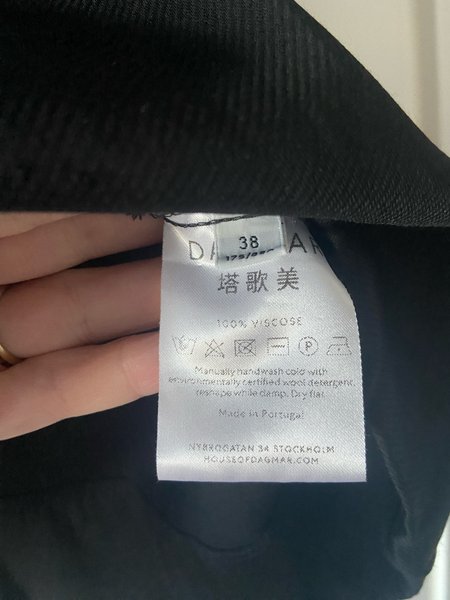 38
塔歌美
100% VISCOSE
P
Manually handwash cold with
environmentally certified wool detergent,
reshape while damp. Dry flat.
Made in Portugal
NYBROGATAN 34 STOCKHOLM
HOUSEOFDAGMAR.COM